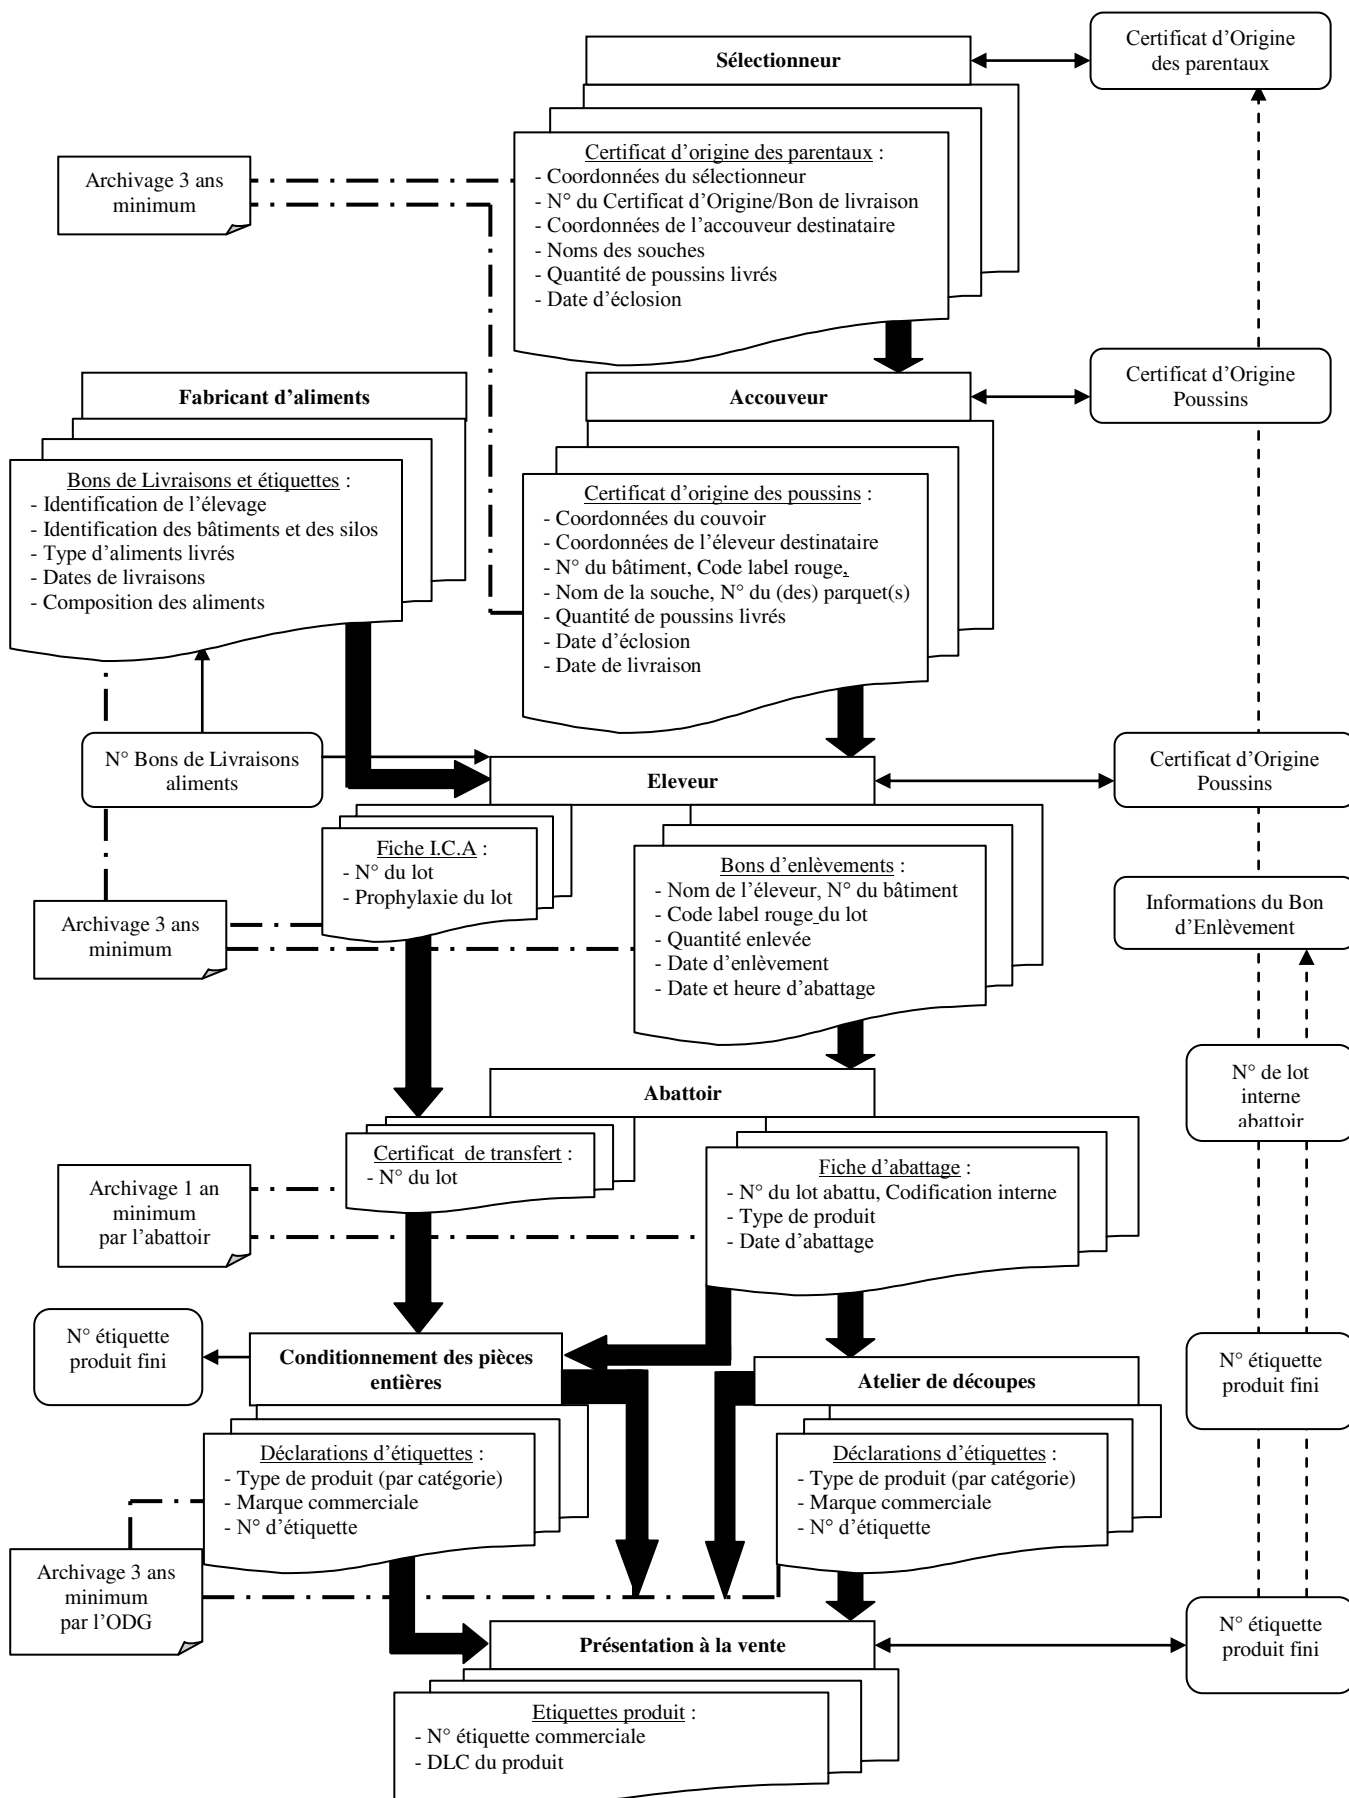 Sélectionneur
Certificat d'Origine
des parentaux
Certificat d'origine des parentaux :
- Coordonnées du sélectionneur
- N° du Certificat d'Origine/Bon de livraison
- Coordonnées de l'accouveur destinataire
- Noms des souches
- Quantité de poussins livrés
- Date d'éclosion
Archivage 3 ans
minimum
Fabricant d'aliments
Accouveur
Certificat d'Origine
Poussins
Bons de Livraisons et étiquettes :
- Identification de l'élevage
- Identification des bâtiments et des silos
- Type d'aliments livrés
- Dates de livraisons
- Composition des aliments
Certificat d'origine des poussins :
- Coordonnées du couvoir
- Coordonnées de l'éleveur destinataire
- N° du bâtiment, Code label rouge,
- Nom de la souche, N° du (des) parquet(s)
- Quantité de poussins livrés
- Date d'éclosion
- Date de livraison
N° Bons de Livraisons
aliments
Eleveur
Certificat d'Origine
Poussins
Fiche I.C.A :
- N° du lot
- Prophylaxie du lot
Bons d'enlèvements :
- Nom de l'éleveur, N° du bâtiment
- Code label rouge du lot
- Quantité enlevée
- Date d'enlèvement
- Date et heure d'abattage
Archivage 3 ans
minimum
Informations du Bon
d'Enlèvement
Abattoir
N° de lot
interne
abattoir
Certificat de transfert :
- N° du lot
Fiche d'abattage :
- N° du lot abattu, Codification interne
- Type de produit
- Date d'abattage
Archivage 1 an
minimum
par l'abattoir
N° étiquette
produit fini
Conditionnement des pièces
entières
Atelier de découpes
N° étiquette
produit fini
Déclarations d'étiquettes :
- Type de produit (par catégorie)
- Marque commerciale
- N° d'étiquette
Déclarations d'étiquettes :
- Type de produit (par catégorie)
- Marque commerciale
- N° d'étiquette
Archivage 3 ans
minimum
par l'ODG
Présentation à la vente
N° étiquette
produit fini
Etiquettes produit :
- N° étiquette commerciale
- DLC du produit